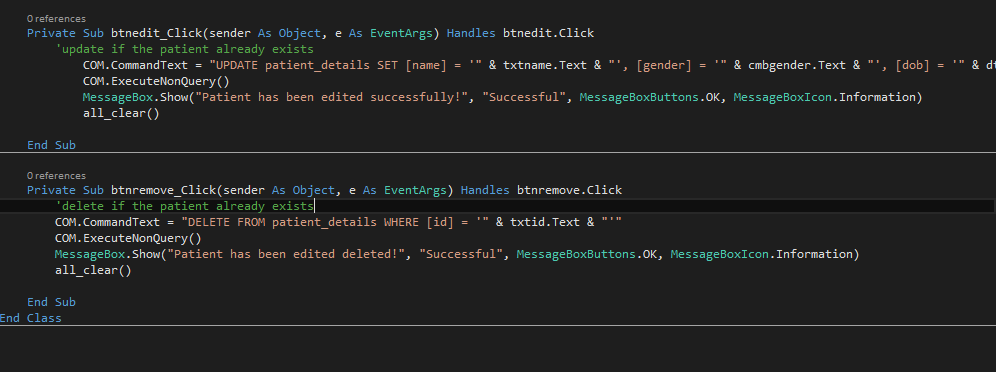 0 references
Private Sub btnedit_Click(sender As Object, e As EventArgs) Handles btnedit.Click
'update if the patient already exists
COM.CommandText = "UPDATE patient_details SET [name] = '" & txtname.Text & "', [gender] = '" & cmbgender.Text & "', [dob] = '" & dt
COM.ExecuteNonQuery()
MessageBox.Show("Patient has been edited successfully!", "Successful", MessageBoxButtons.OK, MessageBoxIcon.Information)
all_clear()
End Sub
0 references
Private Sub btnremove_Click(sender As Object, e As EventArgs) Handles btnremove.Click
'delete if the patient already exists
COM.CommandText = "DELETE FROM patient_details WHERE [id] = '" & txtid.Text & "'"
COM.ExecuteNonQuery()
MessageBox.Show("Patient has been edited deleted!", "Successful", MessageBoxButtons.OK, MessageBoxIcon.Information)
all_clear()
End Sub
End Class